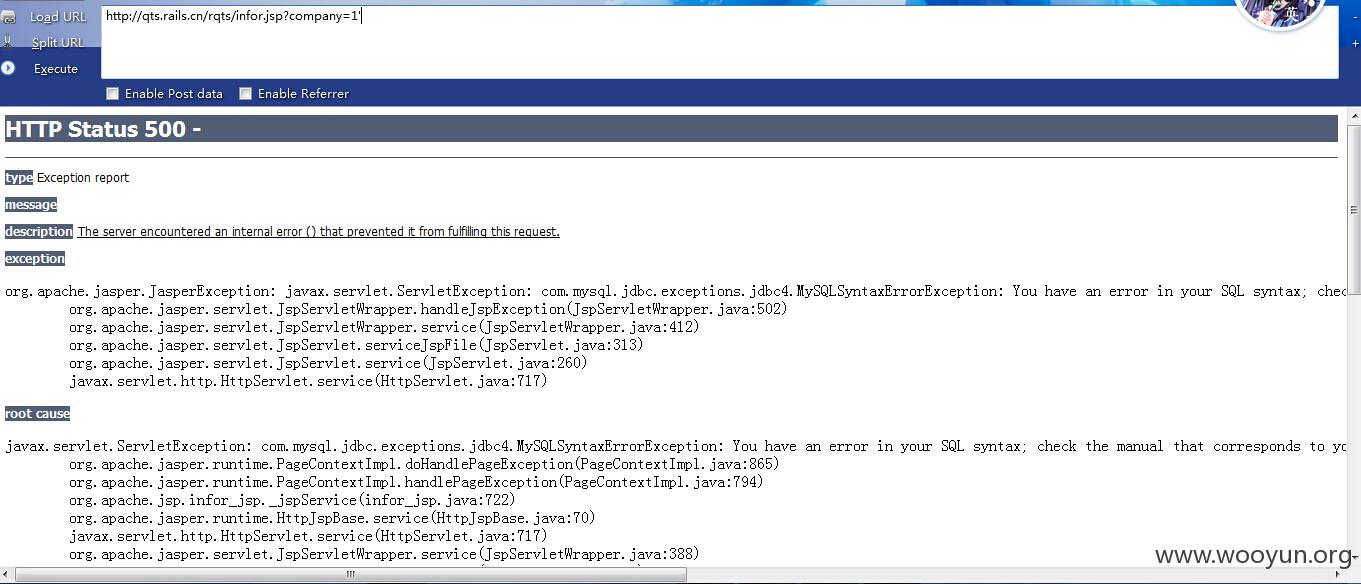 Load URL
http://qts.rails.cn/rqts/infor.jsp?company=1'
英
Split URL
Execute
Enable Post data
Enable Referrer
HTTP Status 500 -
type Exception report
message
description The server encountered an internal error () that prevented it from fulfilling this request.
exception
org.apache.jasper.JasperException: javax.servlet.ServletException: com.mysql.jdbc.exceptions.jdbc4.MySQLSyntaxErrorException: You have an error in your SQL syntax; chec
org.apache.jasper.servlet.JspServletWrapper.handleJspException(JspServletWrapper.java:502)
org.apache.jasper.servlet.JspServletWrapper.service(JspServletWrapper.java:412)
org.apache.jasper.servlet.JspServlet.serviceJspFile(JspServlet.java:313)
org.apache.jasper.servlet.JspServlet.service(JspServlet.java:260)
javax.servlet.http.HttpServlet.service(HttpServlet.java:717)
root cause
javax.servlet.ServletException: com.mysql.jdbc.exceptions.jdbc4.MySQLSyntaxErrorException: You have an error in your SQL syntax; check the manual that corresponds to yo
org.apache.jasper.runtime.PageContextImpl.doHandlePageException(PageContextImpl.java:865)
org.apache.jasper.runtime.PageContextImpl.handlePageException(PageContextImpl.java:794)
org.apache.jsp.infor_jsp._jspService(infor_jsp.java:722)
org.apache.jasper.runtime.HttpJspBase.service(HttpJspBase.java:70)
javax.servlet.http.HttpServlet.service(HttpServlet.java:717)
org.apache.jasper.servlet.JspServletWrapper.service(JspServletWrapper.java:388)
www.wooyun.org